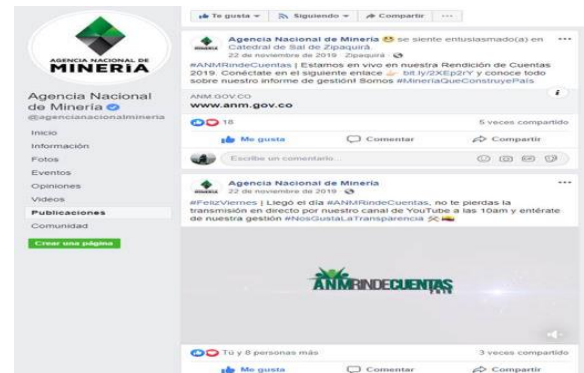 Te gusta
Siguiendo
Compartir
AGENCIA NACIONAL DE
MINERÍA
Agencia Nacional
de Minería
@agencianacionalmineria
Inicio
Información
Fotos
Eventos
Opiniones
Videos
Publicaciones
Comunidad
Crear una página
Agencia Nacional de Minería se siente entusiasmado(a) en
Catedral de Sal de Zipaquirá.
22 de noviembre de 2019 · Zipaquirá ·
#ANMRindeCuentas | Estamos en vivo en nuestra Rendición de Cuentas
2019. Conéctate en el siguiente enlace 👉 bit.ly/2XEp2rY y conoce todo
sobre nuestro informe de gestión! Somos #MineríaQueConstruyePaís
ANM.GOV.CO
www.anm.gov.co
18
5 veces compartido
Me gusta
Comentar
Compartir
Escribe un comentario...
Agencia Nacional de Minería
22 de noviembre de 2019 ·
#FelizViernes | Llegó el día #ANMRindeCuentas, no te pierdas la
transmisión en directo por nuestro canal de YouTube a las 10am y entérate
de nuestra gestión #NosGustaLaTransparencia
ANMRINDECUENTAS
2019
Tú y 8 personas más
3 veces compartido
Me gusta
Comentar
Compartir